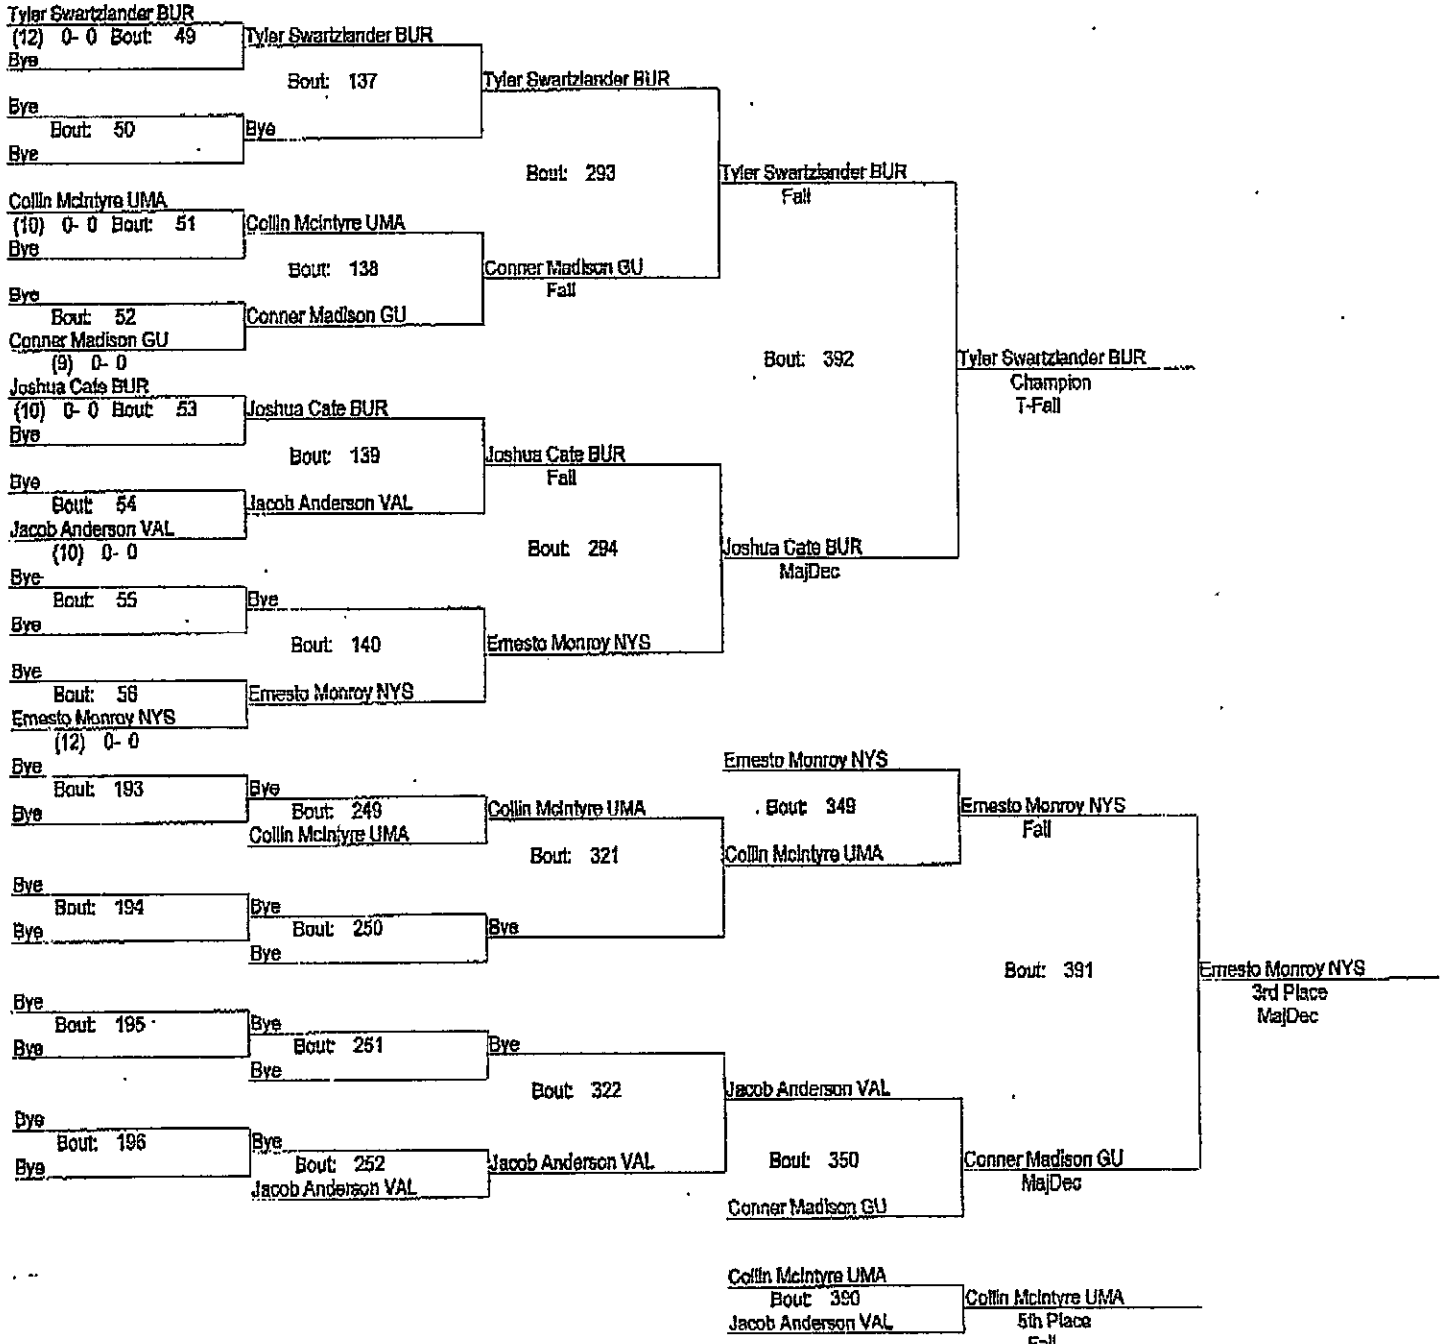 Tyler Swartzlander BUR
(12) 0- 0 Bout: 49
Bye
Tyler Swartzlander BUR
Bout: 137
Tyler Swartzlander BUR
Bye
Bout: 50
Bye
Bye
Bout: 293
Tyler Swartzlander BUR
Fall
Collin McIntyre UMA
(10) 0- 0 Bout: 51
Bye
Collin McIntyre UMA
Bout: 138
Conner Madison GU
Fall
Bye
Bout: 52
Conner Madison GU
(9) 0- 0
Conner Madison GU
Bout: 392
Tyler Swartzlander BUR
Champion
T-Fall
Joshua Cate BUR
(10) 0- 0 Bout: 53
Bye
Joshua Cate BUR
Bout: 139
Joshua Cate BUR
Fall
Bye
Bout: 54
Jacob Anderson VAL
(10) 0- 0
Jacob Anderson VAL
Bout: 294
Joshua Cate BUR
MajDec
Bye
Bout: 55
Bye
Bye
Bout: 140
Ernesto Monroy NYS
Bye
Bout: 56
Ernesto Monroy NYS
(12) 0- 0
Ernesto Monroy NYS
Bye
Bout: 193
Bye
Bye
Bout: 249
Collin McIntyre UMA
Collin McIntyre UMA
Bout: 321
Ernesto Monroy NYS
Bout: 349
Collin McIntyre UMA
Ernesto Monroy NYS
Fall
Bye
Bout: 194
Bye
Bye
Bout: 250
Bye
Bye
Bout: 391
Ernesto Monroy NYS
3rd Place
MajDec
Bye
Bout: 195
Bye
Bye
Bout: 251
Bye
Bye
Bout: 322
Jacob Anderson VAL
Bye
Bout: 196
Bye
Bye
Bout: 252
Jacob Anderson VAL
Jacob Anderson VAL
Bout: 350
Conner Madison GU
Conner Madison GU
MajDec
Collin McIntyre UMA
Bout: 390
Jacob Anderson VAL
Collin McIntyre UMA
5th Place
Fall